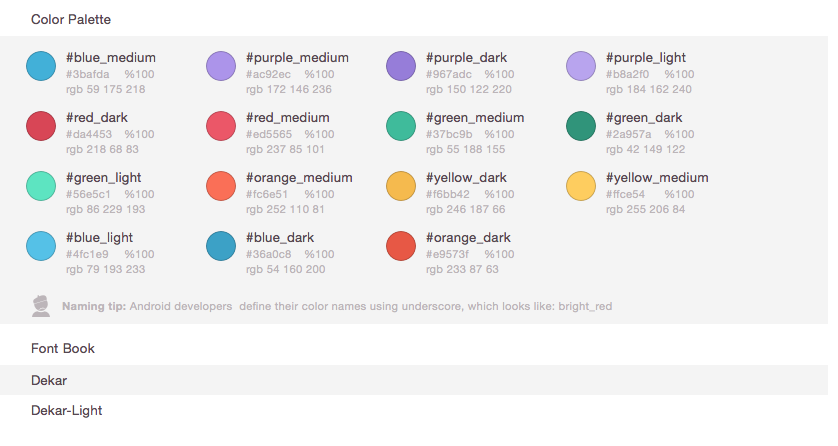 Color Palette
#blue_medium
#3bafda %100
rgb 59 175 218
#purple_medium
#ac92ec %100
rgb 172 146 236
#purple_dark
#967adc %100
rgb 150 122 220
#purple_light
#b8a2f0 %100
rgb 184 162 240
#red_dark
#da4453 %100
rgb 218 68 83
#red_medium
#ed5565 %100
rgb 237 85 101
#green_medium
#37bc9b %100
rgb 55 188 155
#green_dark
#2a957a %100
rgb 42 149 122
#green_light
#56e5c1 %100
rgb 86 229 193
#orange_medium
#fc6e51 %100
rgb 252 110 81
#yellow_dark
#f6bb42 %100
rgb 246 187 66
#yellow_medium
#ffce54 %100
rgb 255 206 84
#blue_light
#4fc1e9 %100
rgb 79 193 233
#blue_dark
#36a0c8 %100
rgb 54 160 200
#orange_dark
#e9573f %100
rgb 233 87 63
Naming tip: Android developers define their color names using underscore, which looks like: bright_red
Font Book
Dekar
Dekar-Light